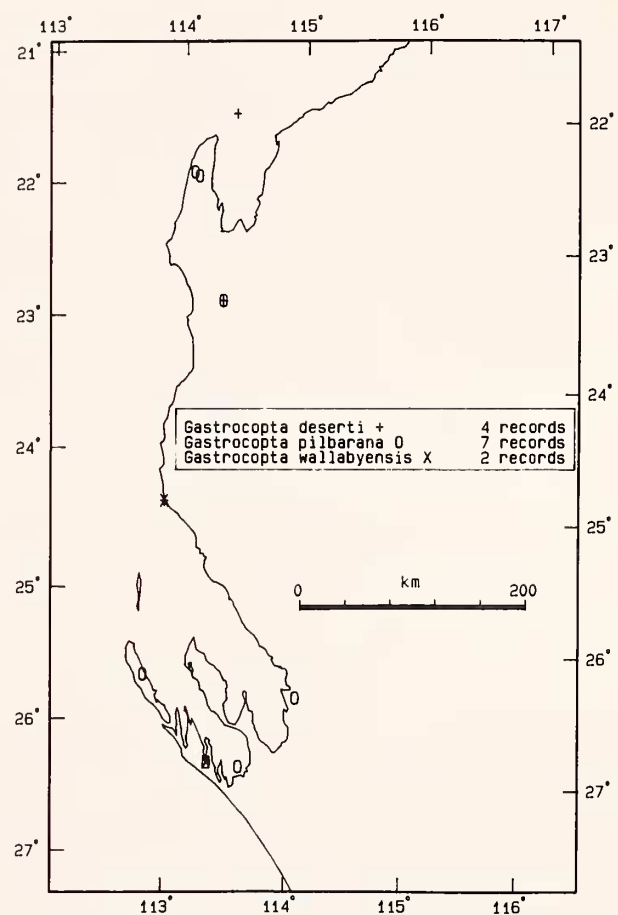 113° 114° 115° 116° 117°
21°
22°
22°
23°
23°
Gastrocopta deserti + 4 records
Gastrocopta pilbarana O 7 records
Gastrocopta wallabyensis X 2 records
24°
24°
25°
km
0 200
25°
26°
26°
27°
27°
113° 114° 115° 116°